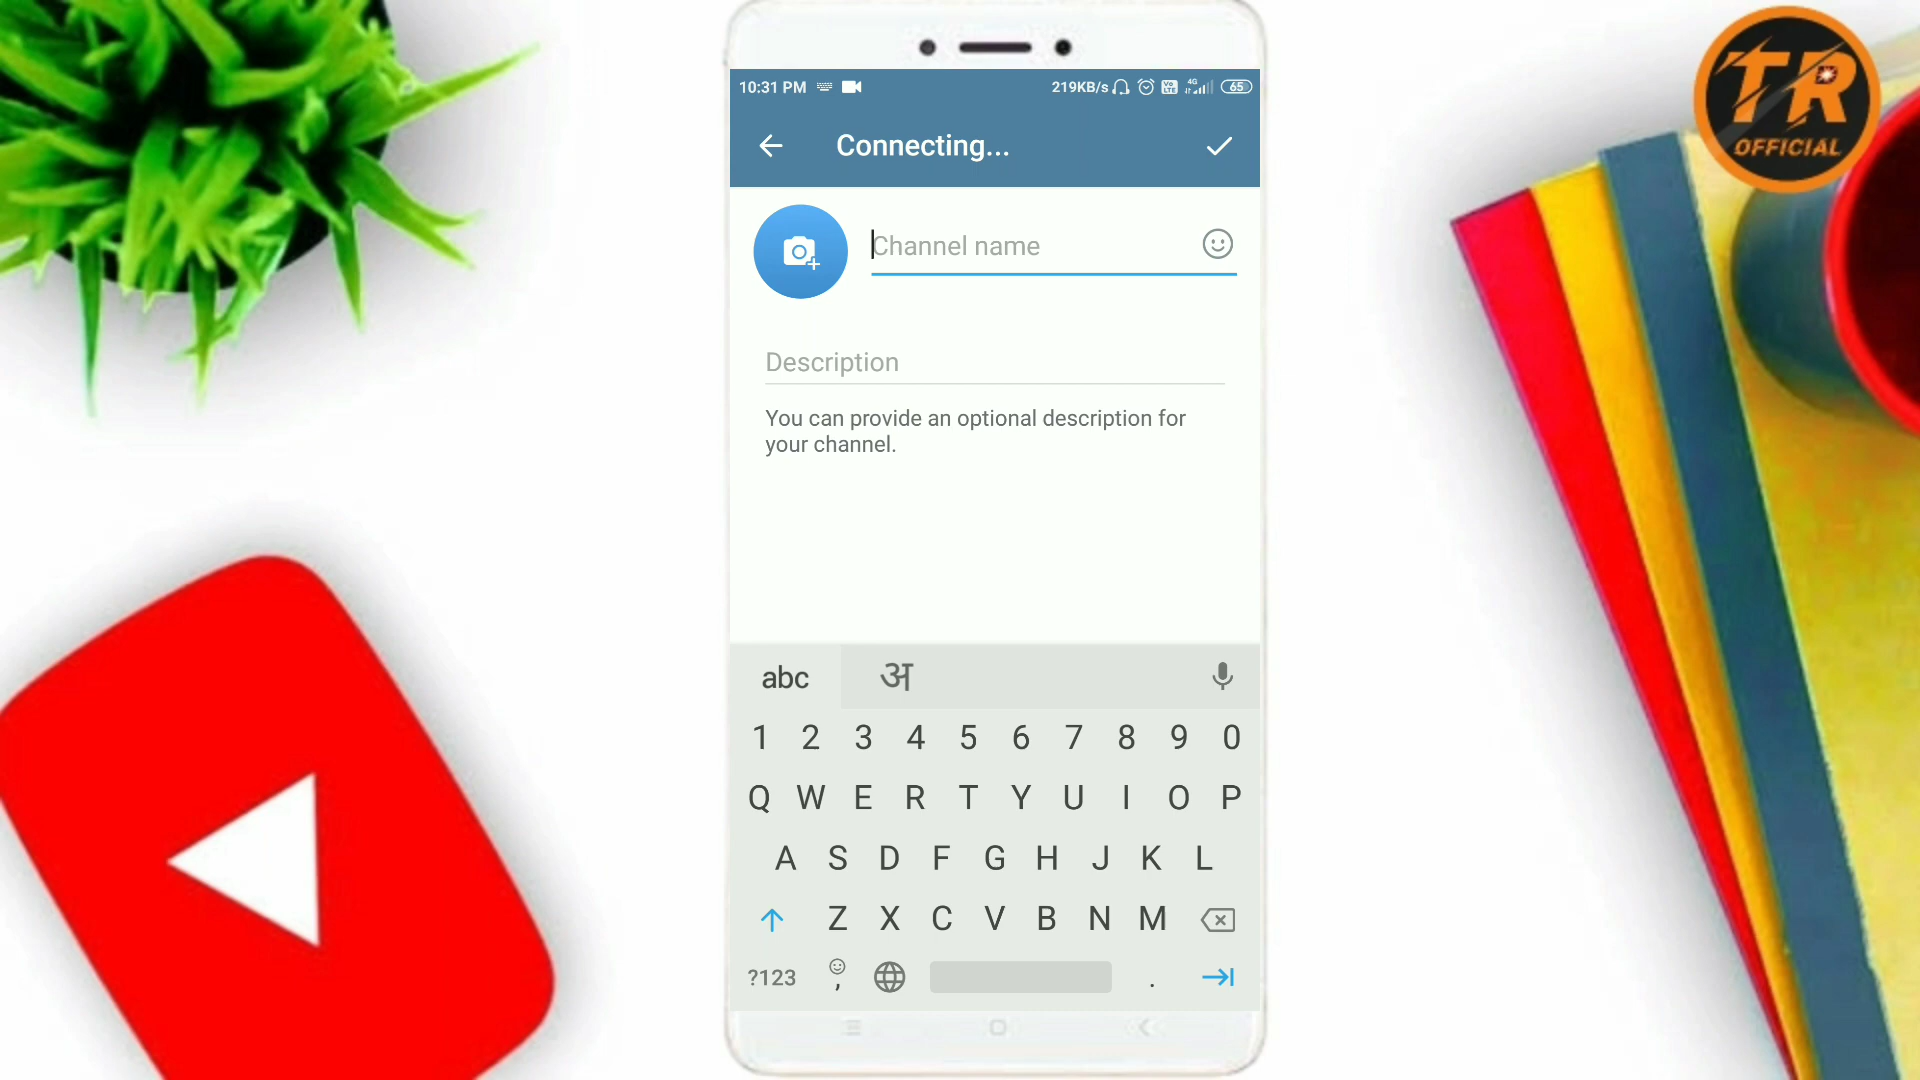 10:31 PM
219KB/s
4G
65
Connecting...
Channel name
Description
You can provide an optional description for
your channel.
abc
अ
1 2 3 4 5 6 7 8 9 0
Q W E R T Y U I O P
A S D F G H J K L
Z X C V B N M
?123 , .
TR
OFFICIAL